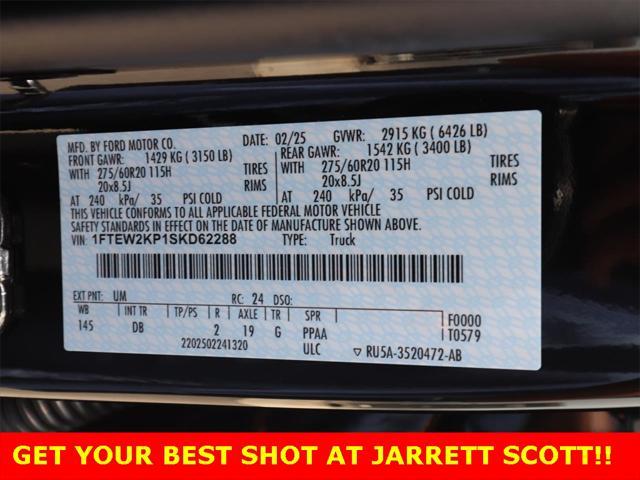 MFD. BY FORD MOTOR CO. DATE: 02/25 GVWR: 2915 KG ( 6426 LB)
FRONT GAWR: 1429 KG ( 3150 LB) REAR GAWR: 1542 KG ( 3400 LB)
WITH 275/60R20 115H TIRES WITH 275/60R20 115H TIRES
20x8.5J RIMS 20x8.5J RIMS
AT 240 kPa/ 35 PSI COLD AT 240 kPa/ 35 PSI COLD
THIS VEHICLE CONFORMS TO ALL APPLICABLE FEDERAL MOTOR VEHICLE
SAFETY STANDARDS IN EFFECT ON THE DATE OF MANUFACTURE SHOWN ABOVE.
VIN: 1FTEW2KP1SKD62288 TYPE: Truck
EXT PNT: UM RC: 24 DSO:
WB INT TR TP/PS R AXLE TR SPR F0000
145 DB 2 19 G PPAA T0579
2202502241320 ULC ▽ RU5A-3520472-AB
GET YOUR BEST SHOT AT JARRETT SCOTT!!